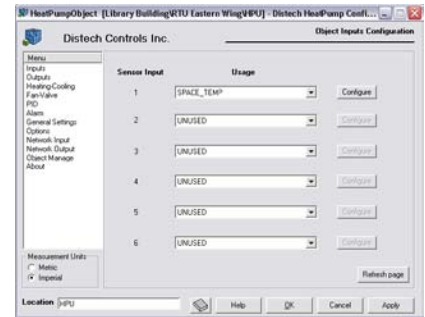 HeatPumpObject [Library Building\RTU Eastern Wing\HPU] - Distech HeatPump Confi...
Distech Controls Inc.
Object Inputs Configuration
Menu
Inputs
Outputs
Heating-Cooling
Fan-Valve
PID
Alarm
General Settings
Options
Network Input
Network Output
Object Manage
About
Sensor Input Usage
1 SPACE_TEMP Configure
2 UNUSED Configure
3 UNUSED Configure
4 UNUSED Configure
5 UNUSED Configure
6 UNUSED Configure
Measurement Units
Metric
Imperial
Refresh page
Location HPU Help OK Cancel Apply